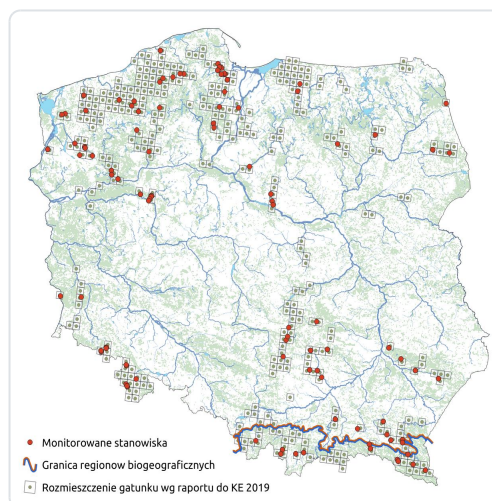 Monitorowane stanowiska
Granica regionow biogeograficznych
Rozmieszczenie gatunku wg raportu do KE 2019